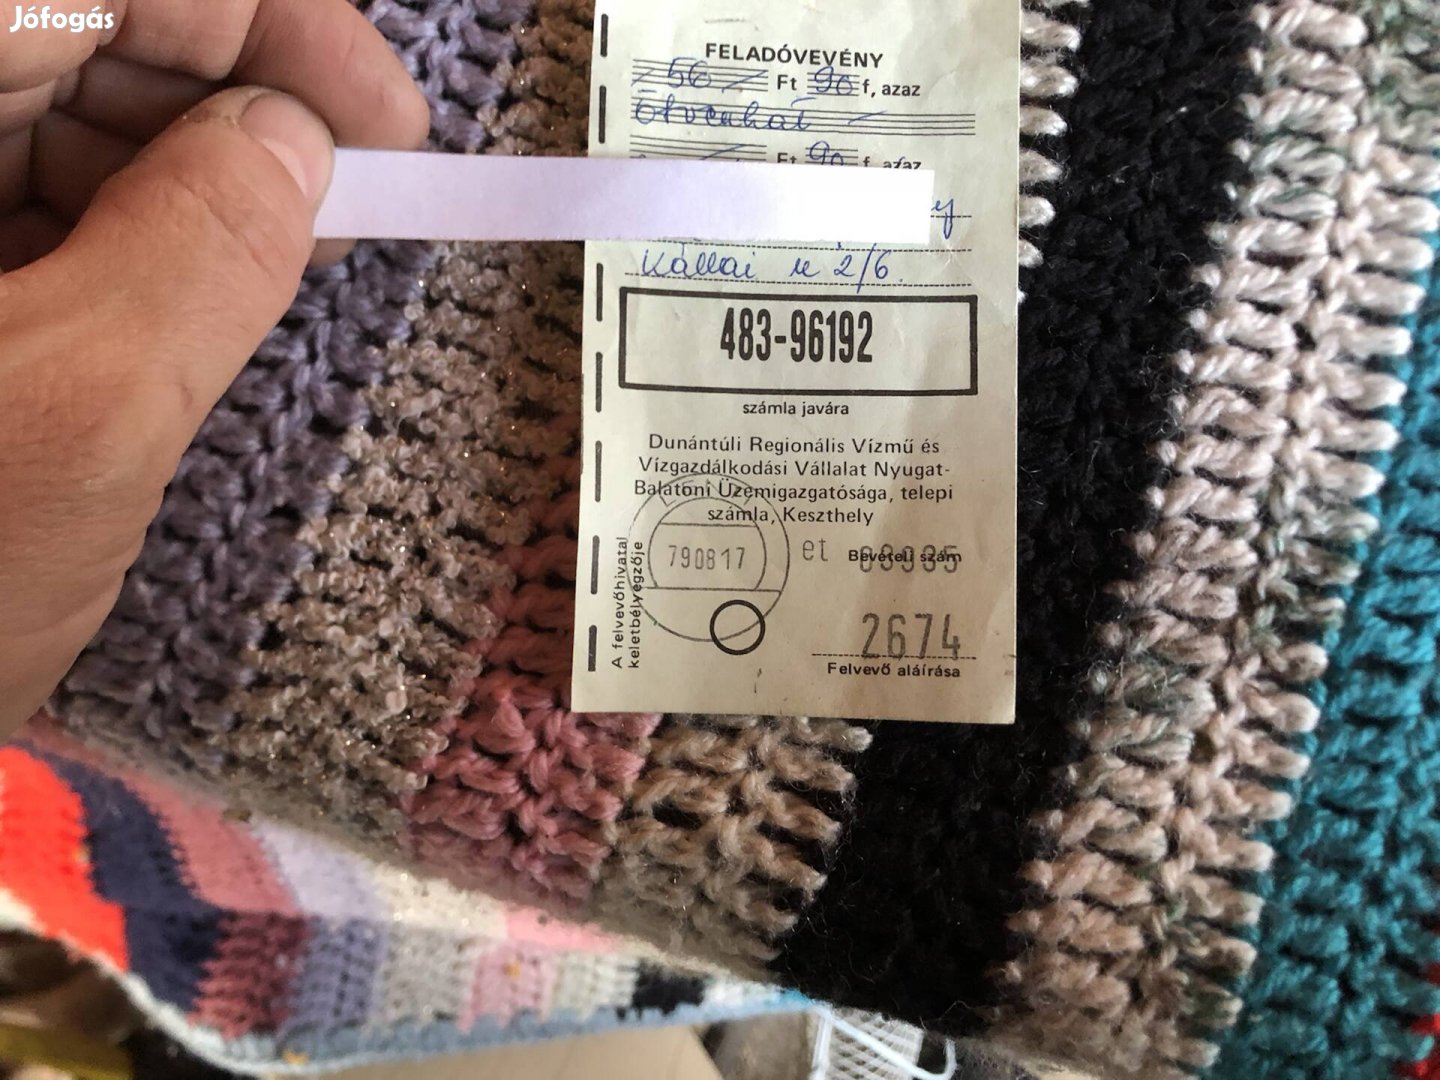 Jófogás
FELADÓVEVÉNY
56 Ft 90 f, azaz
Ötvenhat
Ft 90 f, azaz
Kállai u 2/6.
483-96192
számla javára
Dunántúli Regionális Vízmű és
Vízgazdálkodási Vállalat Nyugat-
Balatoni Üzemigazgatósága, telepi
számla, Keszthely
790817
et
Bevételi szám
2674
Felvevő aláírása
A felvevőhivatal
keletbélyegzője